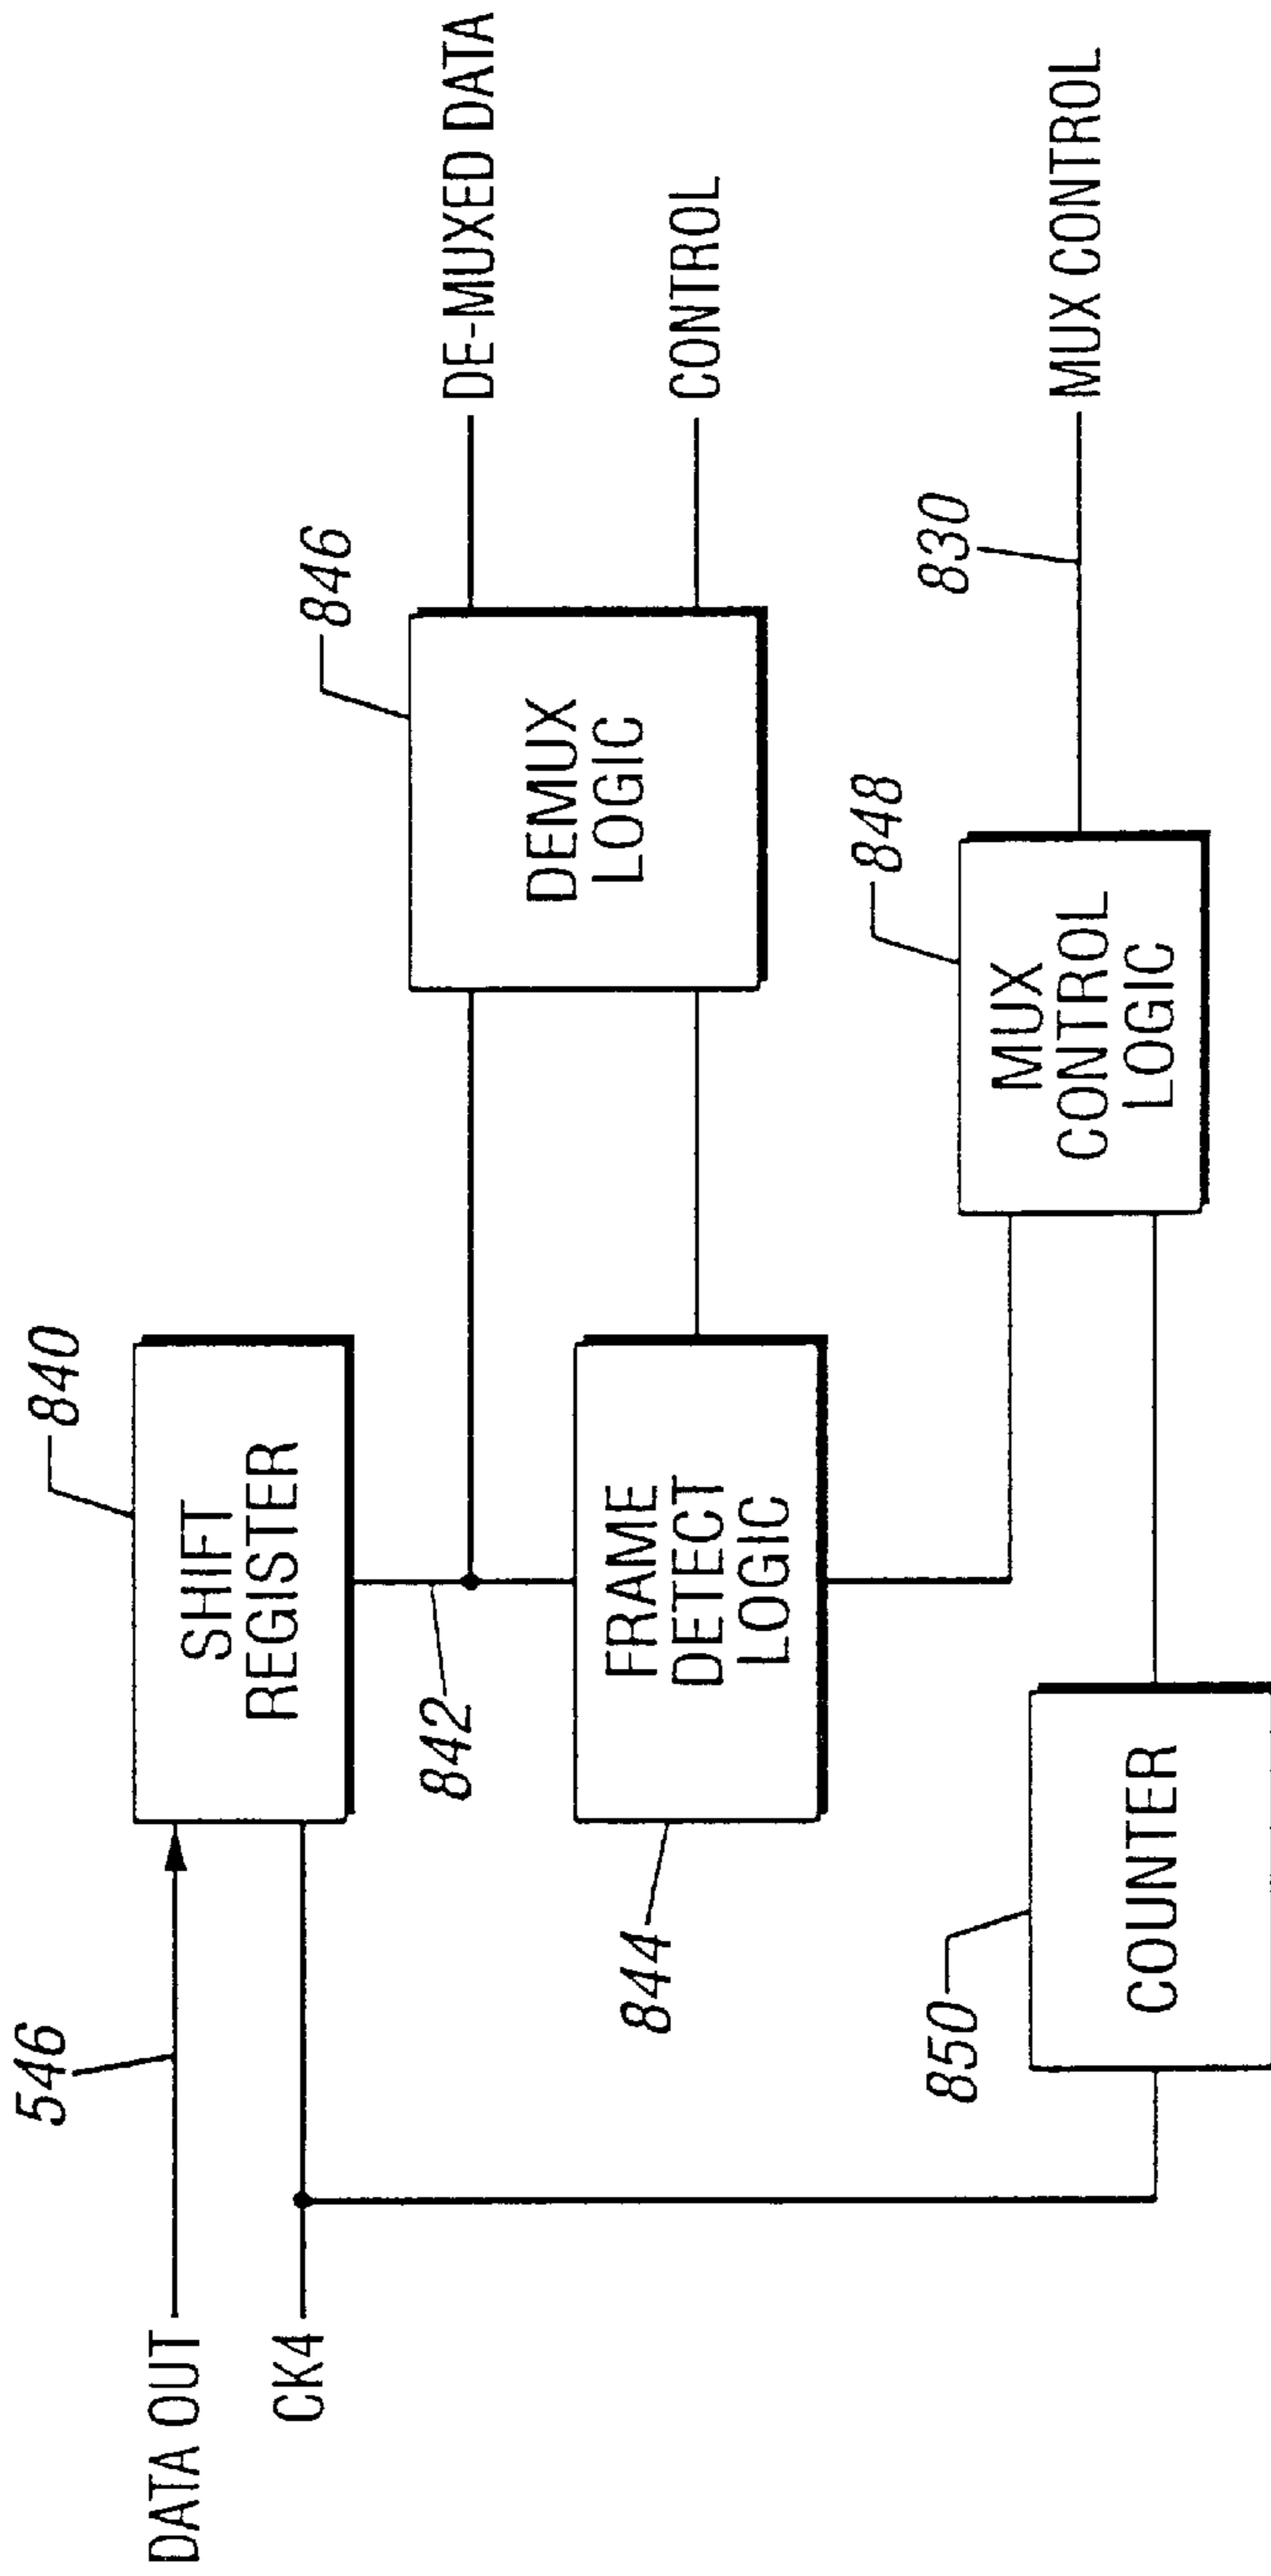 546
DATA OUT
CK4
840
SHIFT
REGISTER
842
844
FRAME
DETECT
LOGIC
846
DEMUX
LOGIC
DE-MUXED DATA
CONTROL
850
COUNTER
848
MUX
CONTROL
LOGIC
830
MUX CONTROL